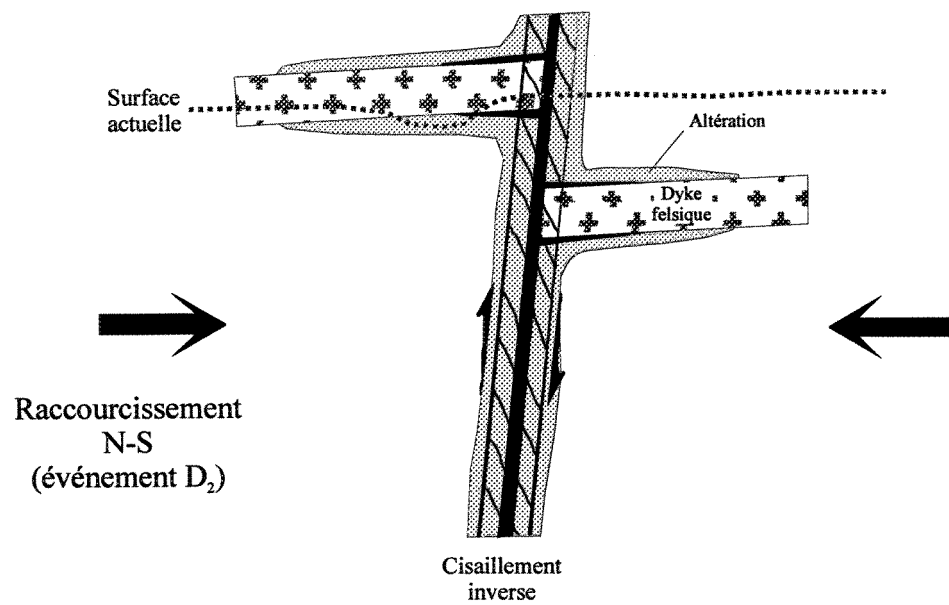 Surface
actuelle
Altération
Dyke
felsique
Raccourcissement
N-S
(événement D₂)
Cisaillement
inverse